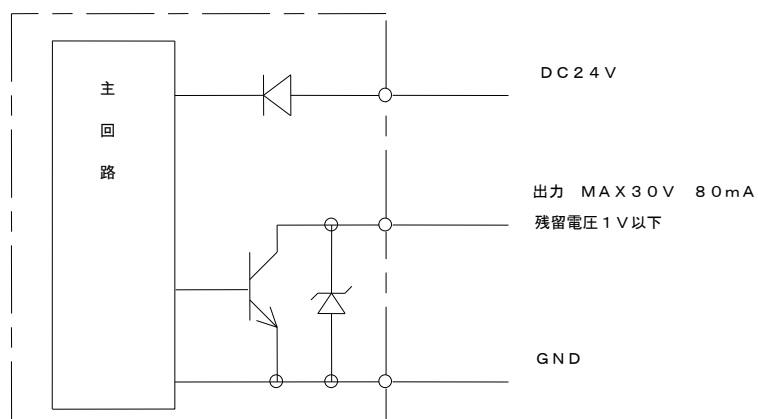 主
回
路
DC24V
出力 MAX30V 80mA
残留電圧1V以下
GND